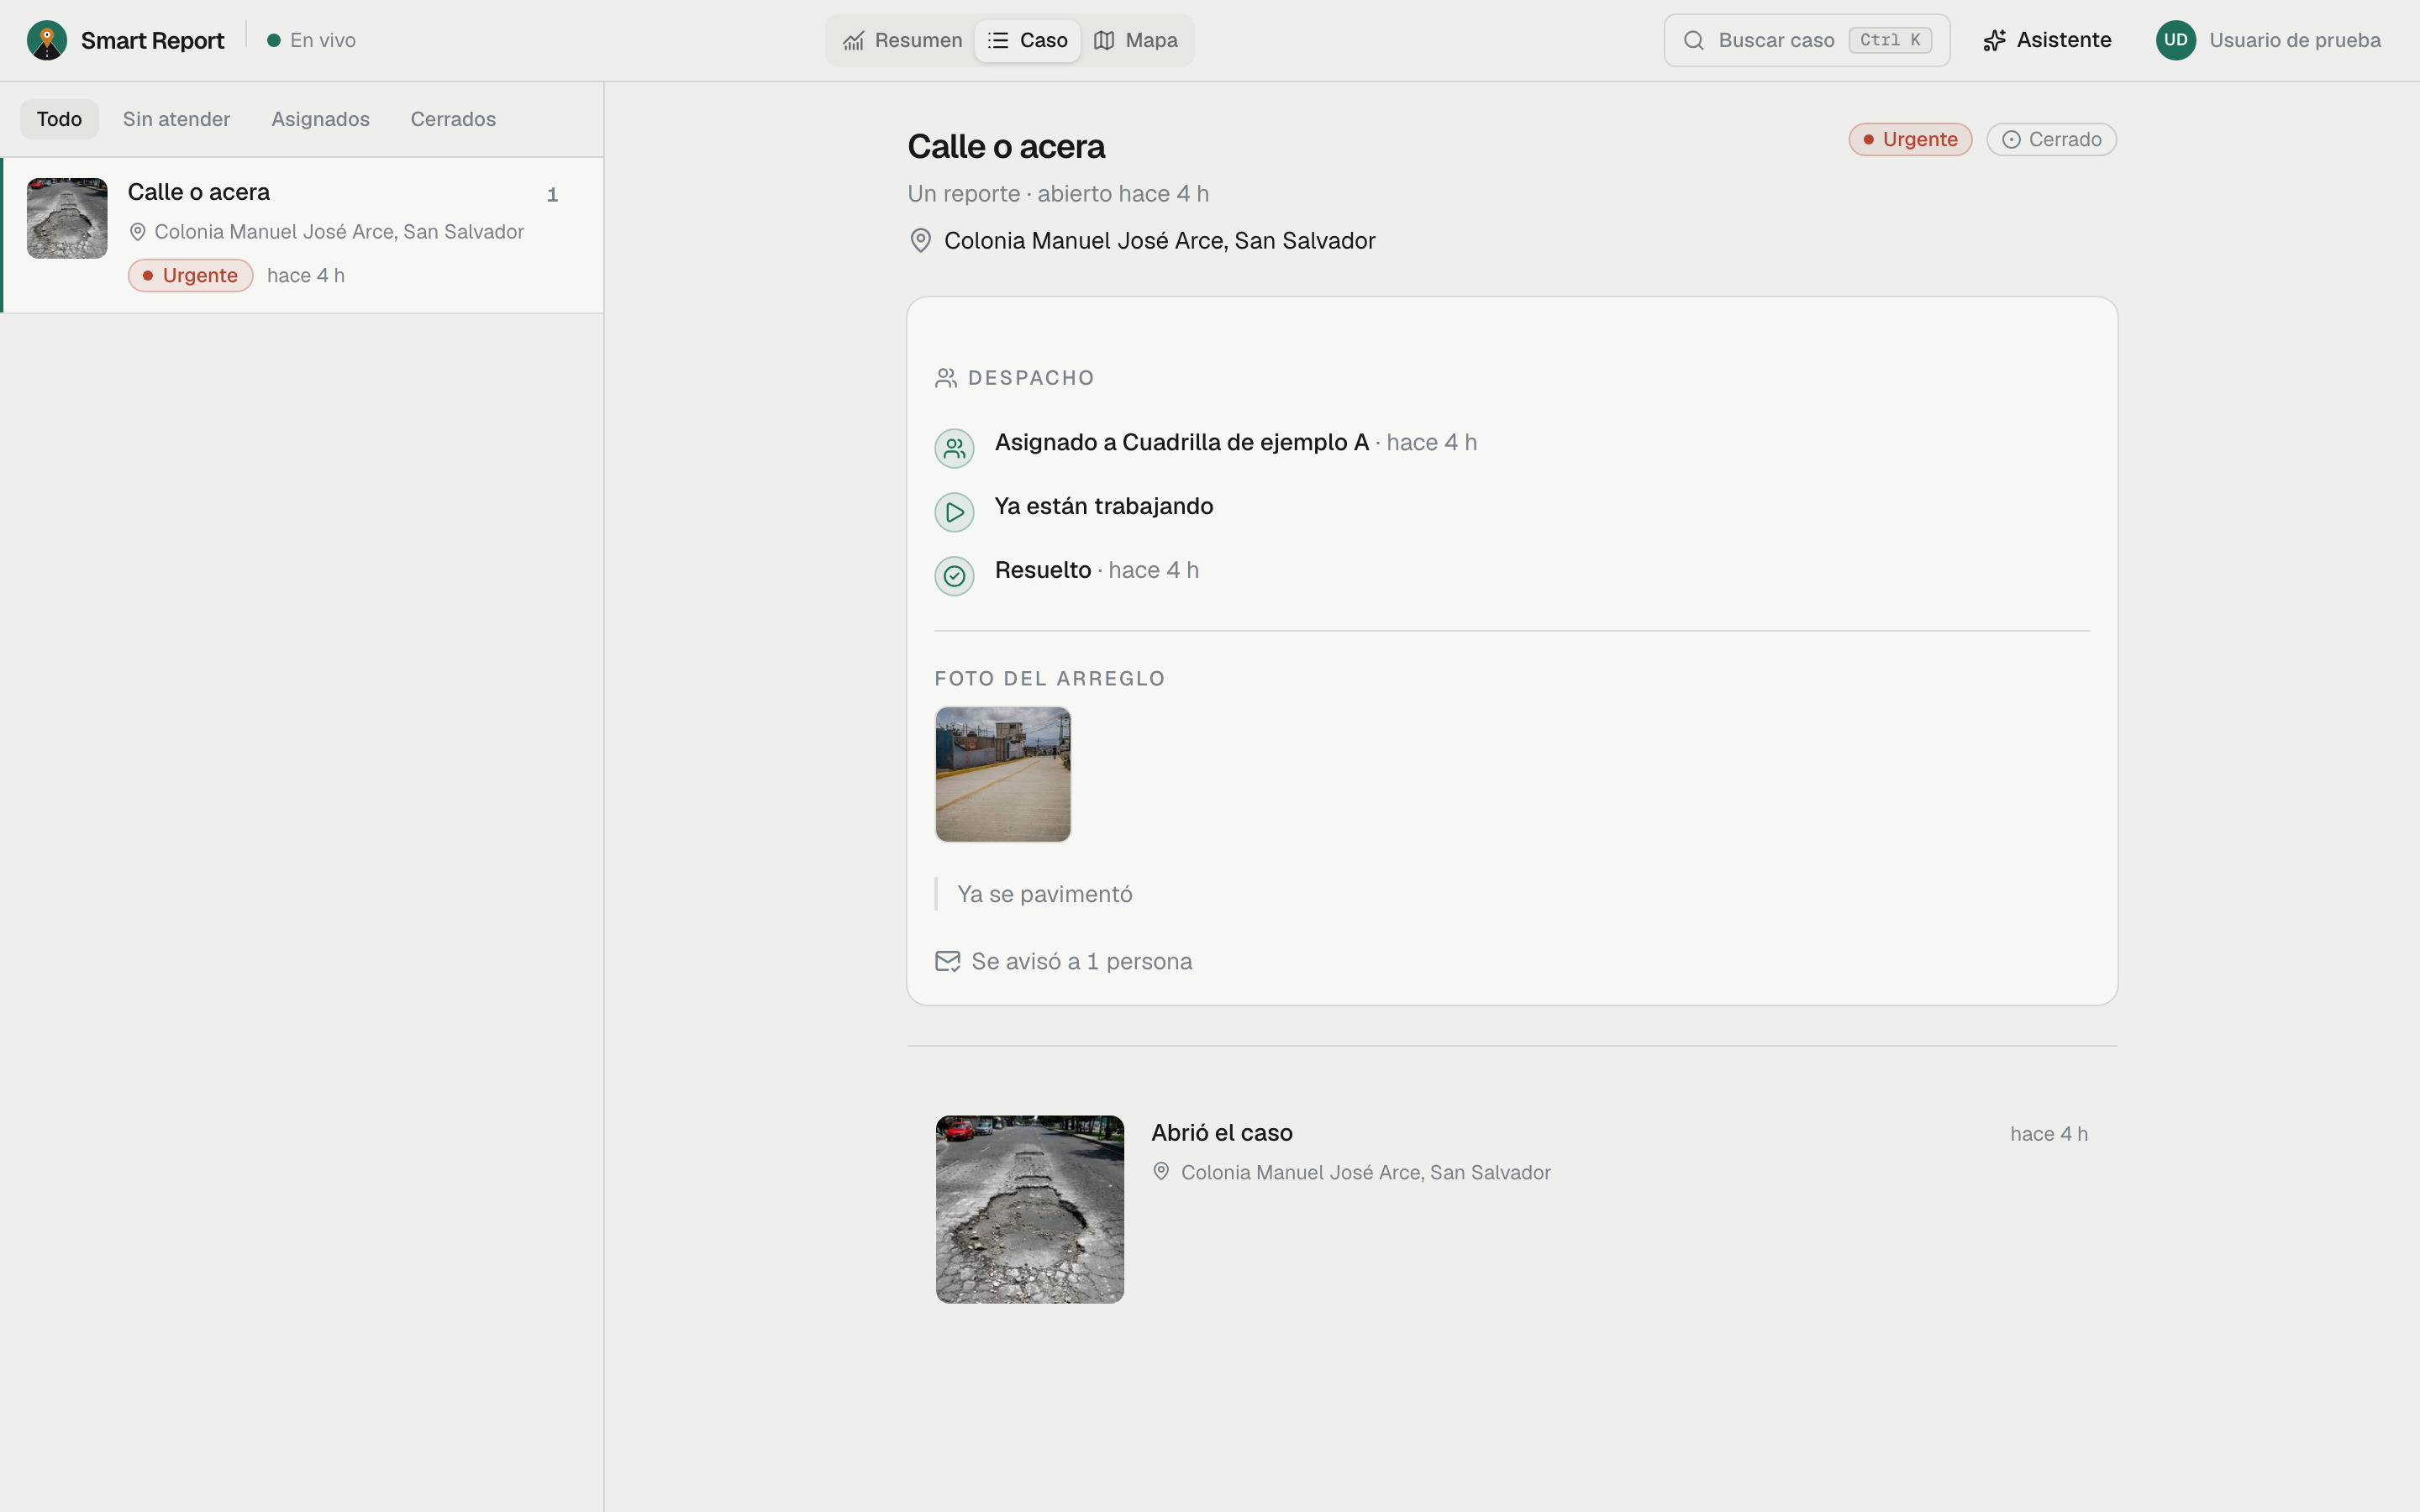 Smart Report
En vivo
Resumen
Caso
Mapa
Buscar caso
Ctrl K
Asistente
UD
Usuario de prueba
Todo
Sin atender
Asignados
Cerrados
Calle o acera
1
Colonia Manuel José Arce, San Salvador
Urgente
hace 4 h
Calle o acera
Urgente
Cerrado
Un reporte · abierto hace 4 h
Colonia Manuel José Arce, San Salvador
DESPACHO
Asignado a Cuadrilla de ejemplo A · hace 4 h
Ya están trabajando
Resuelto · hace 4 h
FOTO DEL ARREGLO
Ya se pavimentó
Se avisó a 1 persona
Abrió el caso
hace 4 h
Colonia Manuel José Arce, San Salvador